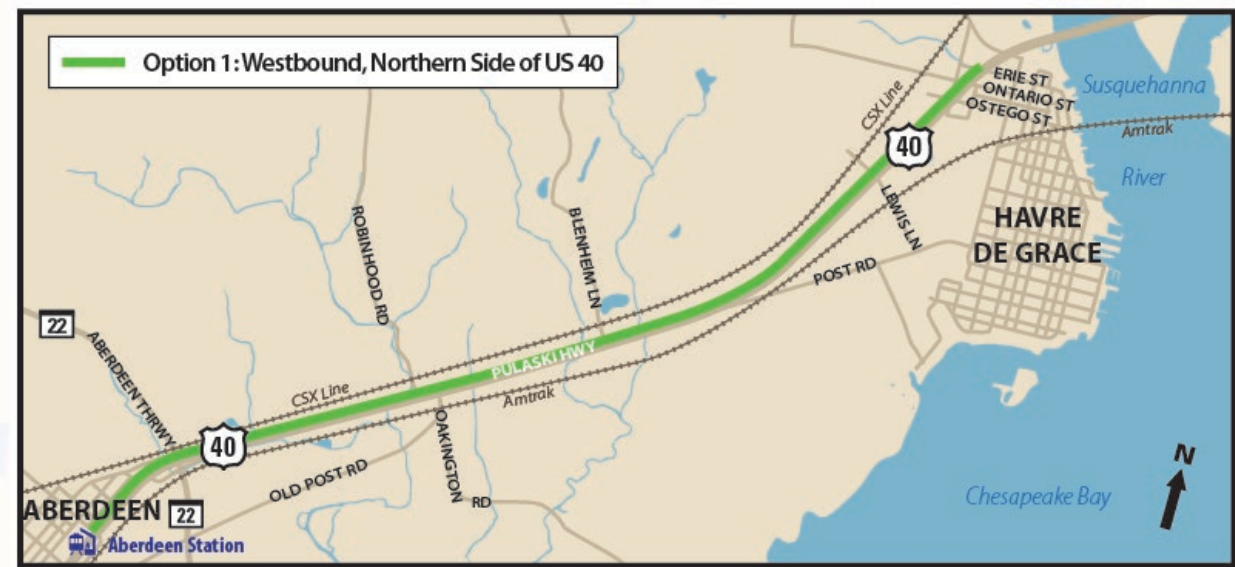 Option 1: Westbound, Northern Side of US 40
ERIE ST
ONTARIO ST
OSTEGO ST
Susquehanna
River
Amtrak
CSX Line
40
LEWIS LN
HAVRE
DE GRACE
POST RD
ROBINHOOD RD
BLENHEIM LN
22
ABERDEEN THRWY
CSX Line
PULASKI HWY
Amtrak
40
OLD POST RD
OAKINGTON
RD
ABERDEEN
22
Aberdeen Station
Chesapeake Bay
N